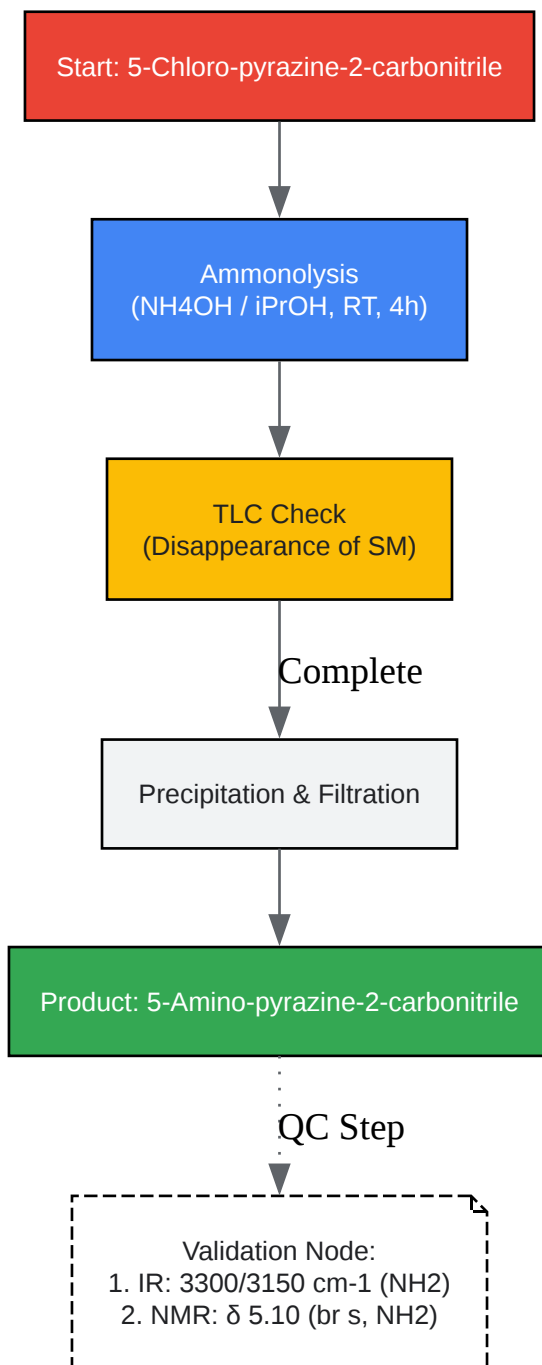 Start: 5-Chloro-pyrazine-2-carbonitrile
Ammonolysis
(NH4OH / iPrOH, RT, 4h)
TLC Check
(Disappearance of SM)
Complete
Precipitation & Filtration
Product: 5-Amino-pyrazine-2-carbonitrile
QC Step
Validation Node:
1. IR: 3300/3150 cm-1 (NH2)
2. NMR: δ 5.10 (br s, NH2)